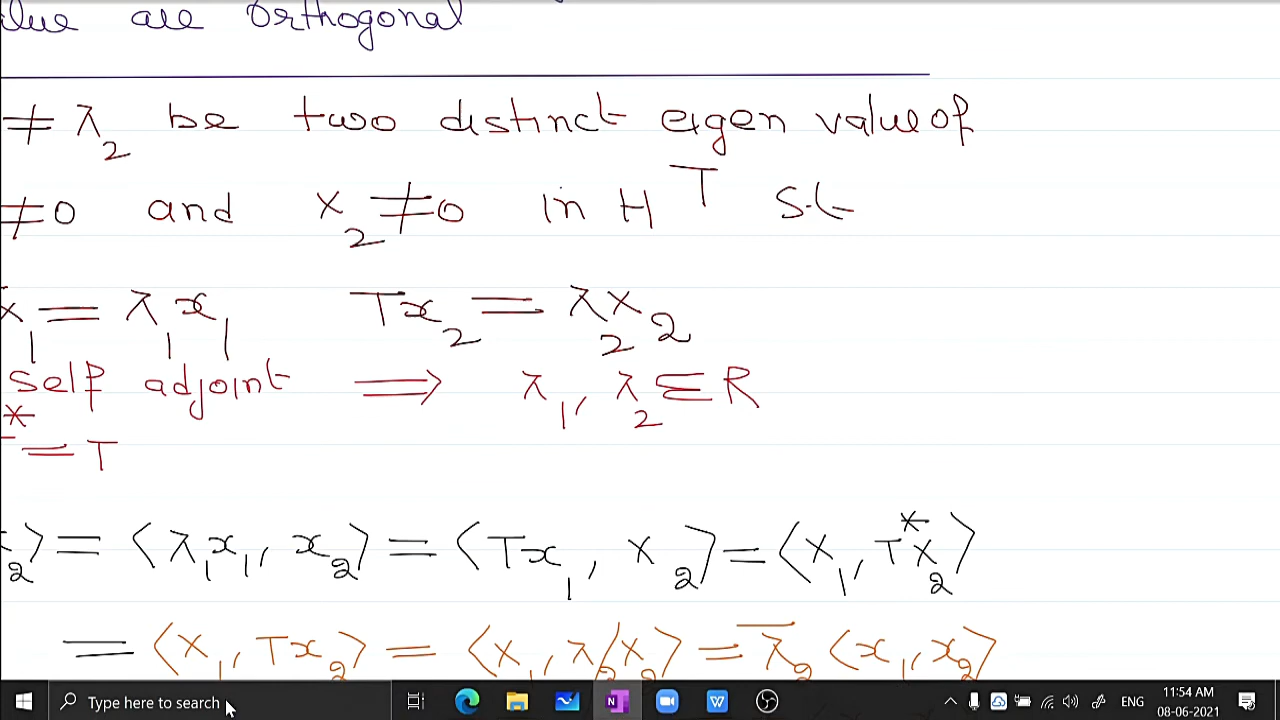 are Orthogonal
≠ λ₂ be two distinct eigen value of
≠0 and x₂ ≠0 in H T s.t
x₁ = λ₁x₁ Tx₂ = λ₂x₂
self adjoint ⟹ λ₁, λ₂ ∈ R
* = T
₂⟩ = ⟨λ₁x₁, x₂⟩ = ⟨Tx₁, x₂⟩ = ⟨x₁, T*x₂⟩
= ⟨x₁, Tx₂⟩ = ⟨x₁, λ₂x₂⟩ = λ̅₂ ⟨x₁, x₂⟩
Type here to search
ENG
11:54 AM
08-06-2021